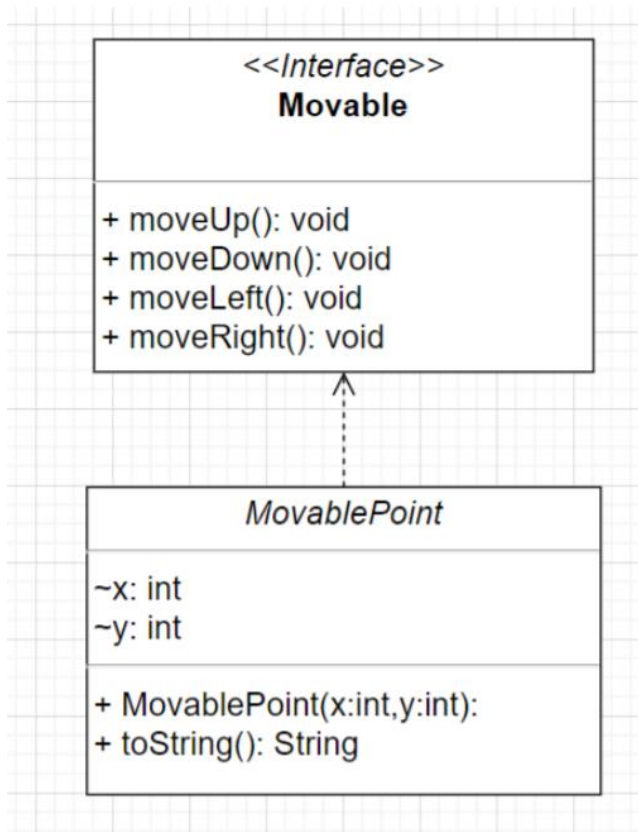 <<Interface>>
Movable
+ moveUp(): void
+ moveDown(): void
+ moveLeft(): void
+ moveRight(): void
MovablePoint
~x: int
~y: int
+ MovablePoint(x:int,y:int):
+ toString(): String